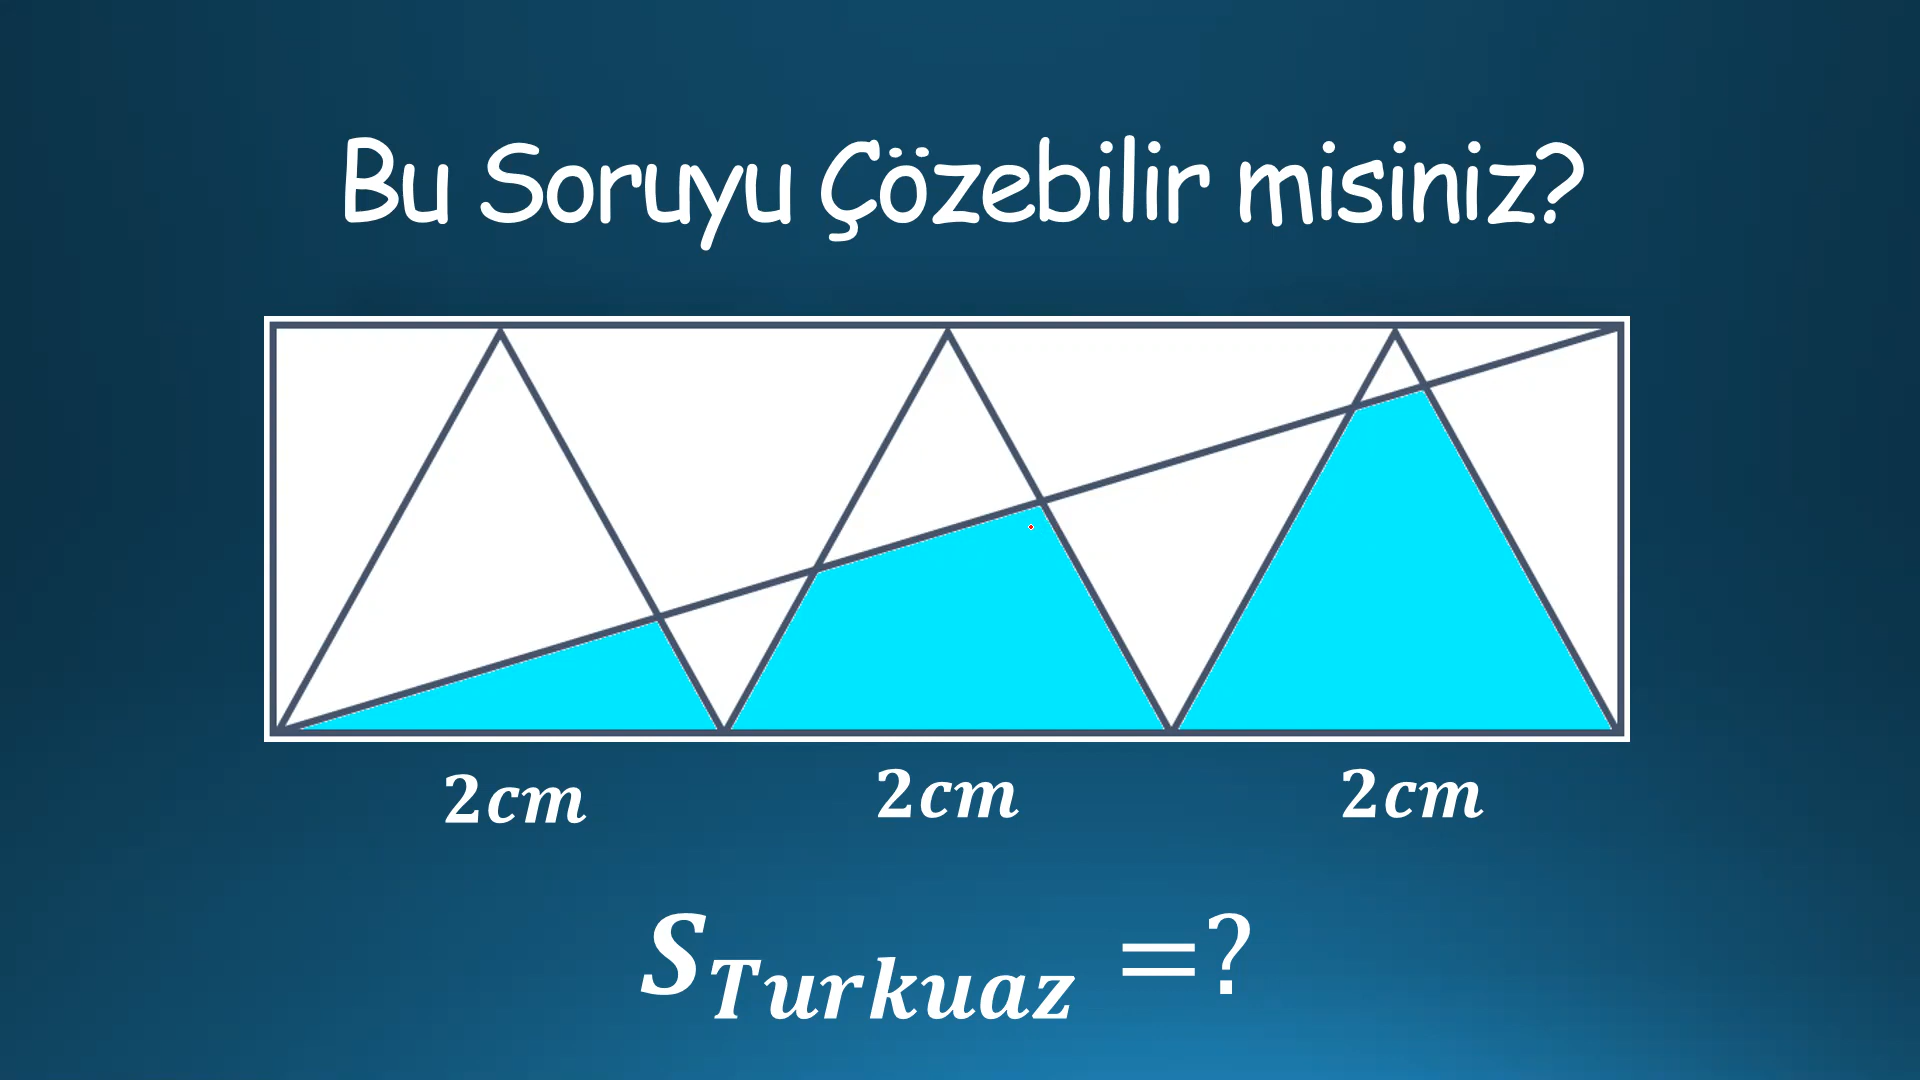 Bu Soruyu Çözebilir misiniz?
2cm 2cm 2cm
S_Turkuaz =?